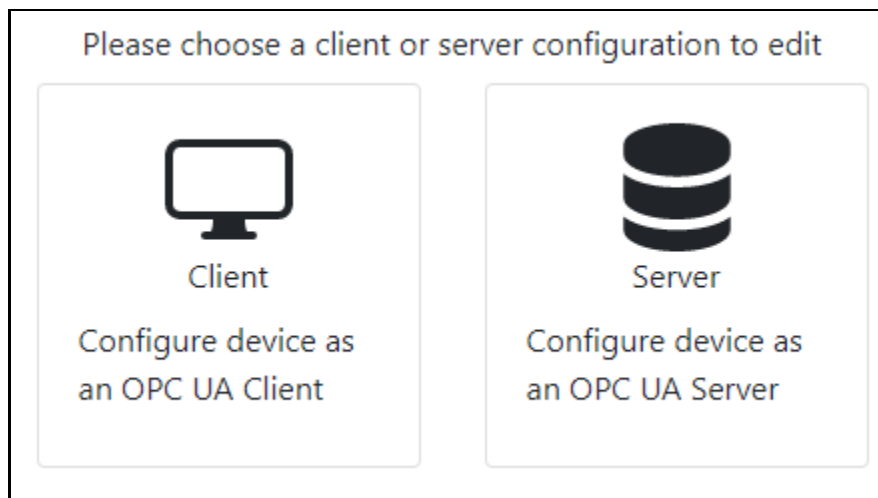 Please choose a client or server configuration to edit
Client
Configure device as
an OPC UA Client
Server
Configure device as
an OPC UA Server